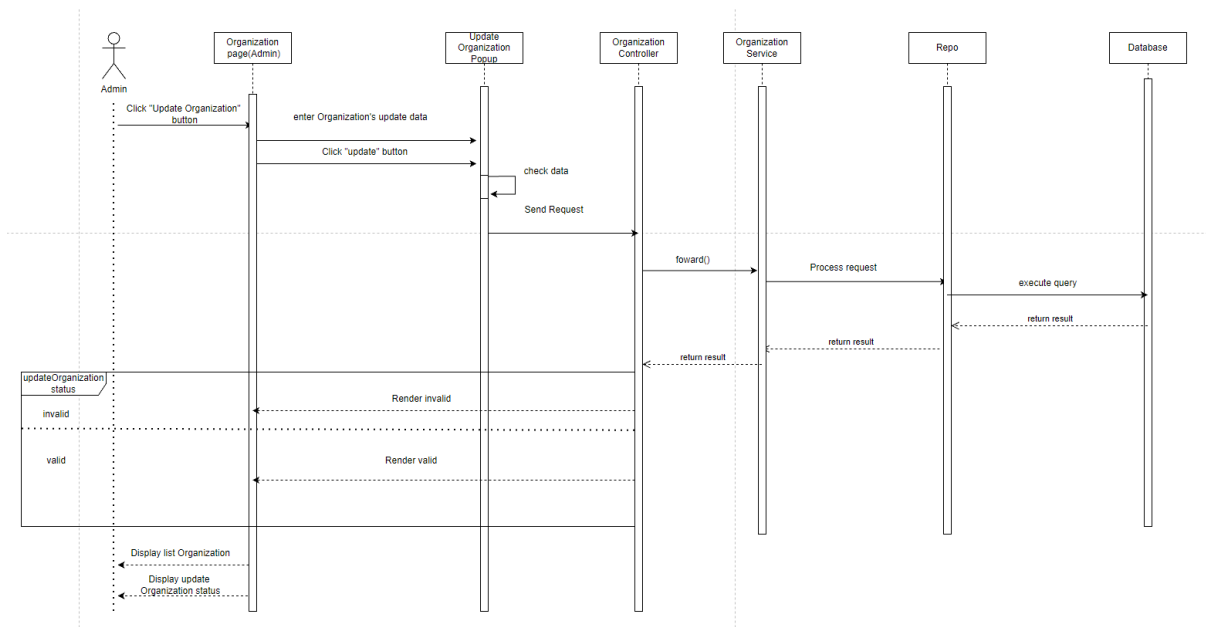 Admin
Organization
page(Admin)
Update
Organization
Popup
Organization
Controller
Organization
Service
Repo
Database
Click "Update Organization"
button
enter Organization's update data
Click "update" button
check data
Send Request
foward()
Process request
execute query
return result
return result
return result
updateOrganization
status
Render invalid
invalid
valid
Render valid
Display list Organization
Display update
Organization status